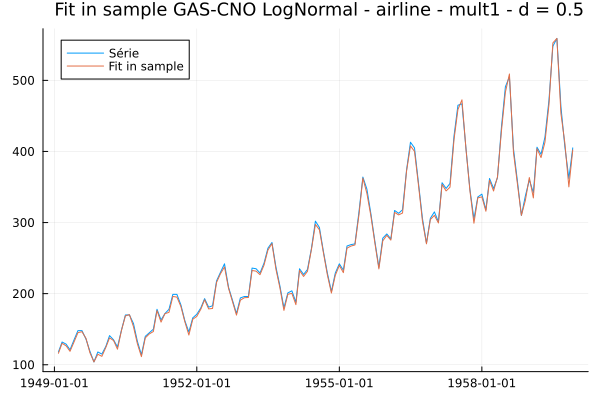 Fit in sample GAS-CNO LogNormal - airline - mult1 - d = 0.5
Série
Fit in sample
500
400
300
200
100
1949-01-01 1952-01-01 1955-01-01 1958-01-01